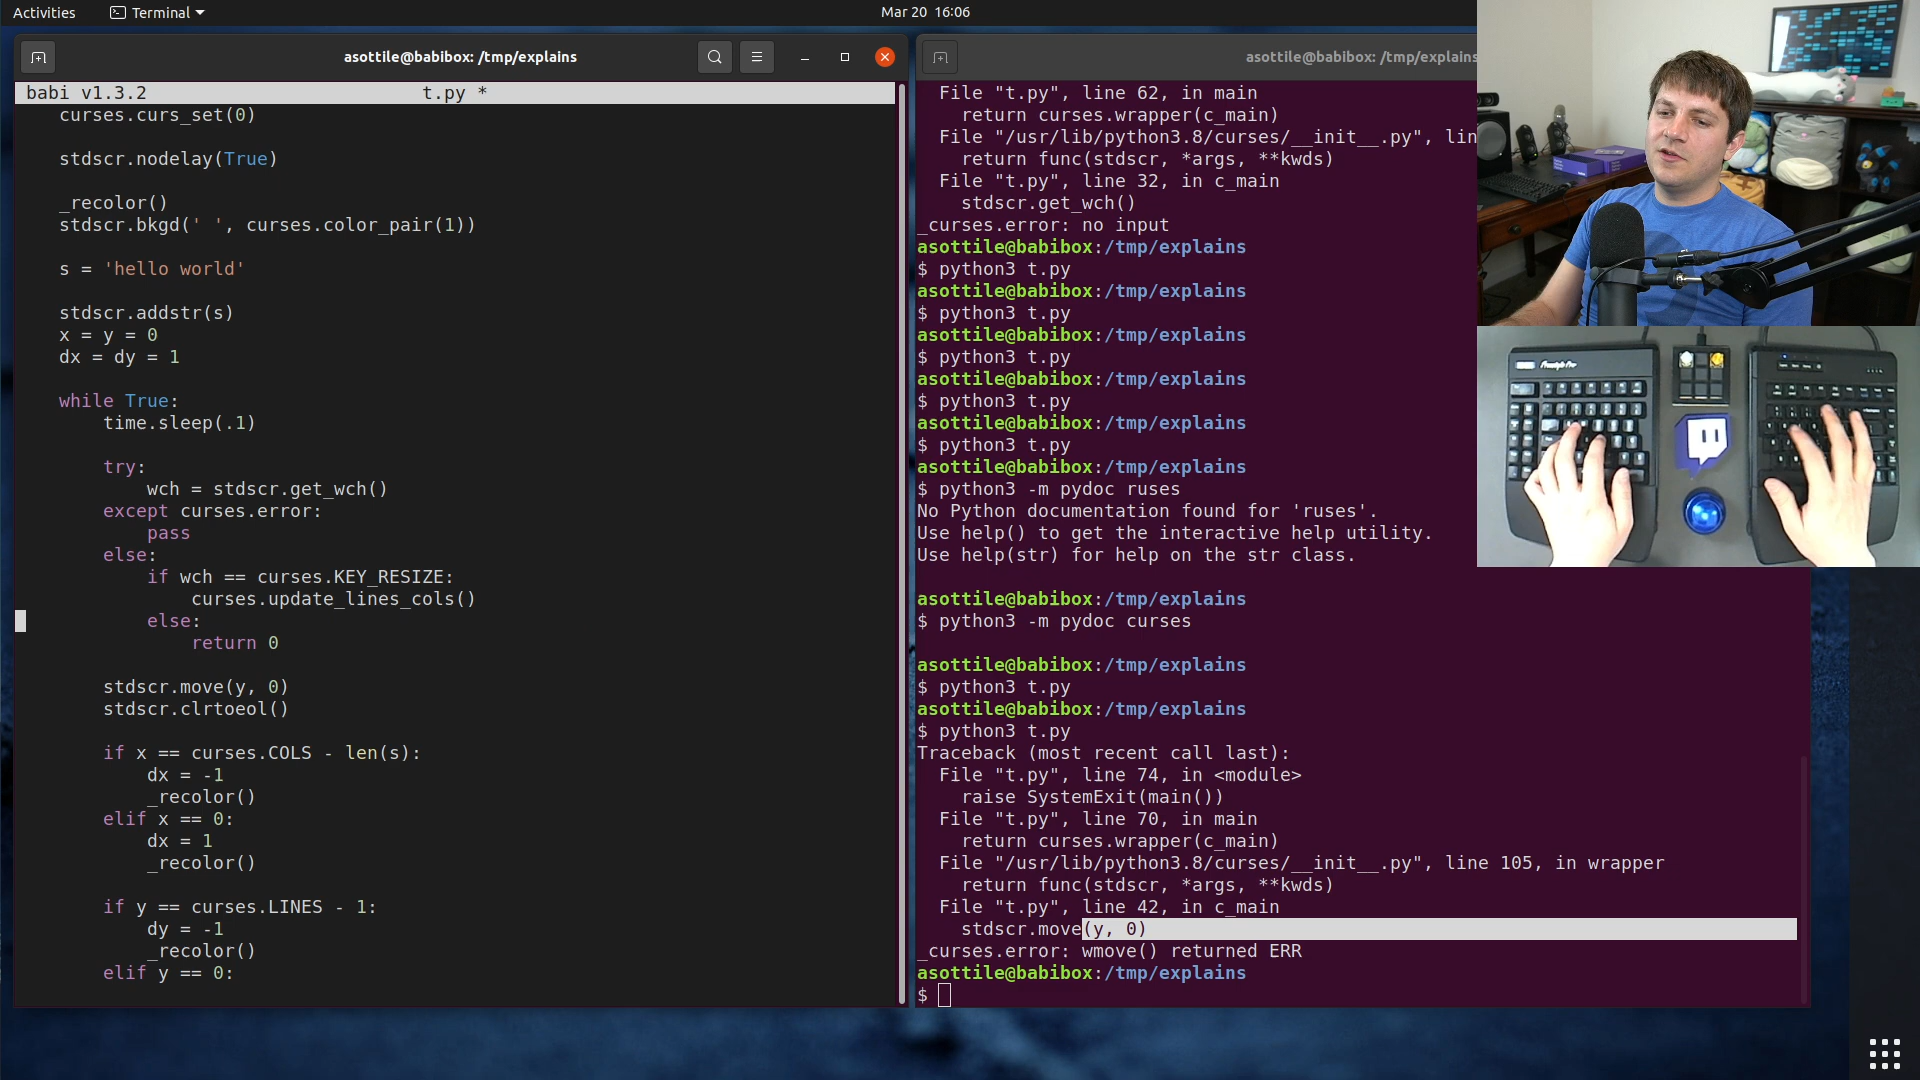 Activities
Terminal
Mar 20 16:06
asottile@babibox: /tmp/explains
babi v1.3.2 t.py *
curses.curs_set(0)
stdscr.nodelay(True)
_recolor()
stdscr.bkgd(' ', curses.color_pair(1))
s = 'hello world'
stdscr.addstr(s)
x = y = 0
dx = dy = 1
while True:
time.sleep(.1)
try:
wch = stdscr.get_wch()
except curses.error:
pass
else:
if wch == curses.KEY_RESIZE:
curses.update_lines_cols()
else:
return 0
stdscr.move(y, 0)
stdscr.clrtoeol()
if x == curses.COLS - len(s):
dx = -1
_recolor()
elif x == 0:
dx = 1
_recolor()
if y == curses.LINES - 1:
dy = -1
_recolor()
elif y == 0:
asottile@babibox: /tmp/explains
File "t.py", line 62, in main
return curses.wrapper(c_main)
File "/usr/lib/python3.8/curses/__init__.py", lin
return func(stdscr, *args, **kwds)
File "t.py", line 32, in c_main
stdscr.get_wch()
_curses.error: no input
asottile@babibox:/tmp/explains
$ python3 t.py
asottile@babibox:/tmp/explains
$ python3 t.py
asottile@babibox:/tmp/explains
$ python3 t.py
asottile@babibox:/tmp/explains
$ python3 t.py
asottile@babibox:/tmp/explains
$ python3 t.py
asottile@babibox:/tmp/explains
$ python3 -m pydoc ruses
No Python documentation found for 'ruses'.
Use help() to get the interactive help utility.
Use help(str) for help on the str class.
asottile@babibox:/tmp/explains
$ python3 -m pydoc curses
asottile@babibox:/tmp/explains
$ python3 t.py
asottile@babibox:/tmp/explains
$ python3 t.py
Traceback (most recent call last):
File "t.py", line 74, in <module>
raise SystemExit(main())
File "t.py", line 70, in main
return curses.wrapper(c_main)
File "/usr/lib/python3.8/curses/__init__.py", line 105, in wrapper
return func(stdscr, *args, **kwds)
File "t.py", line 42, in c_main
stdscr.move(y, 0)
_curses.error: wmove() returned ERR
asottile@babibox:/tmp/explains
$
Freestyle Pro